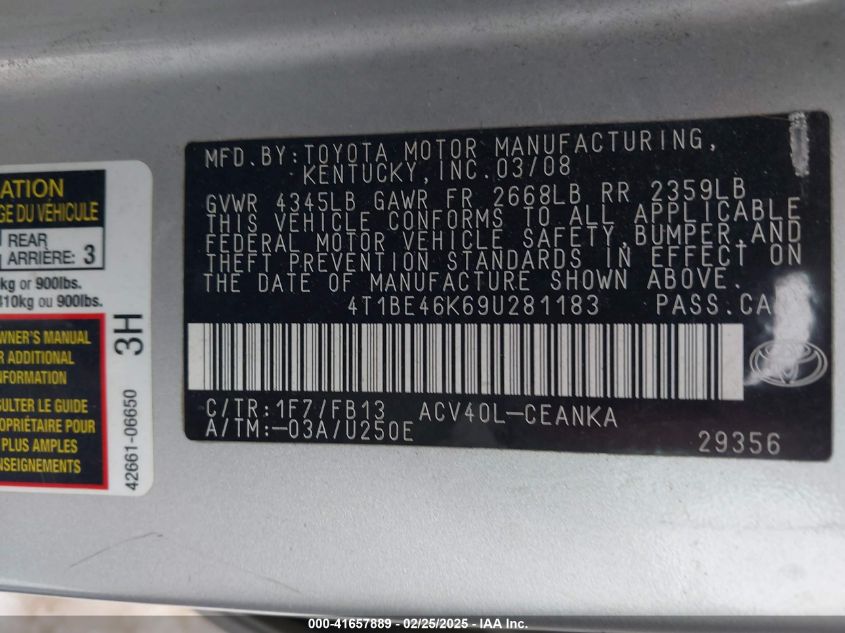 ATION
GE DU VÉHICULE
REAR
ARRIÈRE: 3
kg or 900lbs.
410kg ou 900lbs.
3H
42661-06650
WNER'S MANUAL
R ADDITIONAL
NFORMATION
SULTER LE GUIDE
OPRIÉTAIRE POUR
PLUS AMPLES
NSEIGNEMENTS
MFD.BY:TOYOTA MOTOR MANUFACTURING,
KENTUCKY,INC.03/08
GVWR 4345LB GAWR FR 2668LB RR 2359LB
THIS VEHICLE CONFORMS TO ALL APPLICABLE
FEDERAL MOTOR VEHICLE SAFETY,BUMPER,AND
THEFT PREVENTION STANDARDS IN EFFECT ON
THE DATE OF MANUFACTURE SHOWN ABOVE.
4T1BE46K69U281183 PASS.CA
C/TR:1F7/FB13 ACV40L-CEANKA
A/TM:-03A/U250E
29356
000-41657889 - 02/25/2025 - IAA Inc.